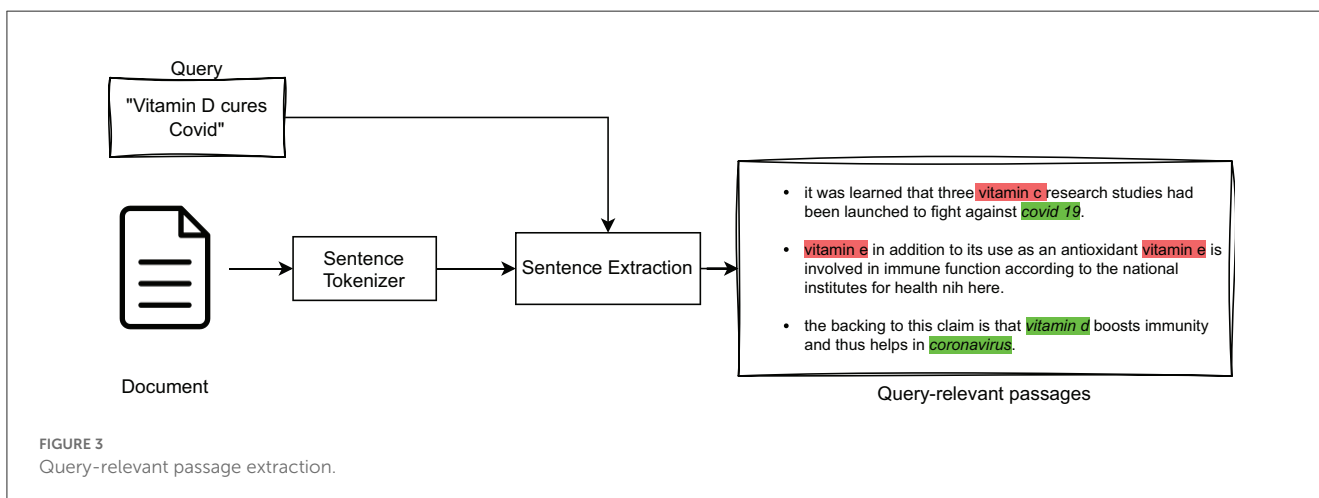 Query
"Vitamin D cures
Covid"
Document
Sentence
Tokenizer
Sentence Extraction
• it was learned that three vitamin c research studies had
been launched to fight against covid 19.
• vitamin e in addition to its use as an antioxidant vitamin e is
involved in immune function according to the national
institutes for health nih here.
• the backing to this claim is that vitamin d boosts immunity
and thus helps in coronavirus.
Query-relevant passages
FIGURE 3
Query-relevant passage extraction.